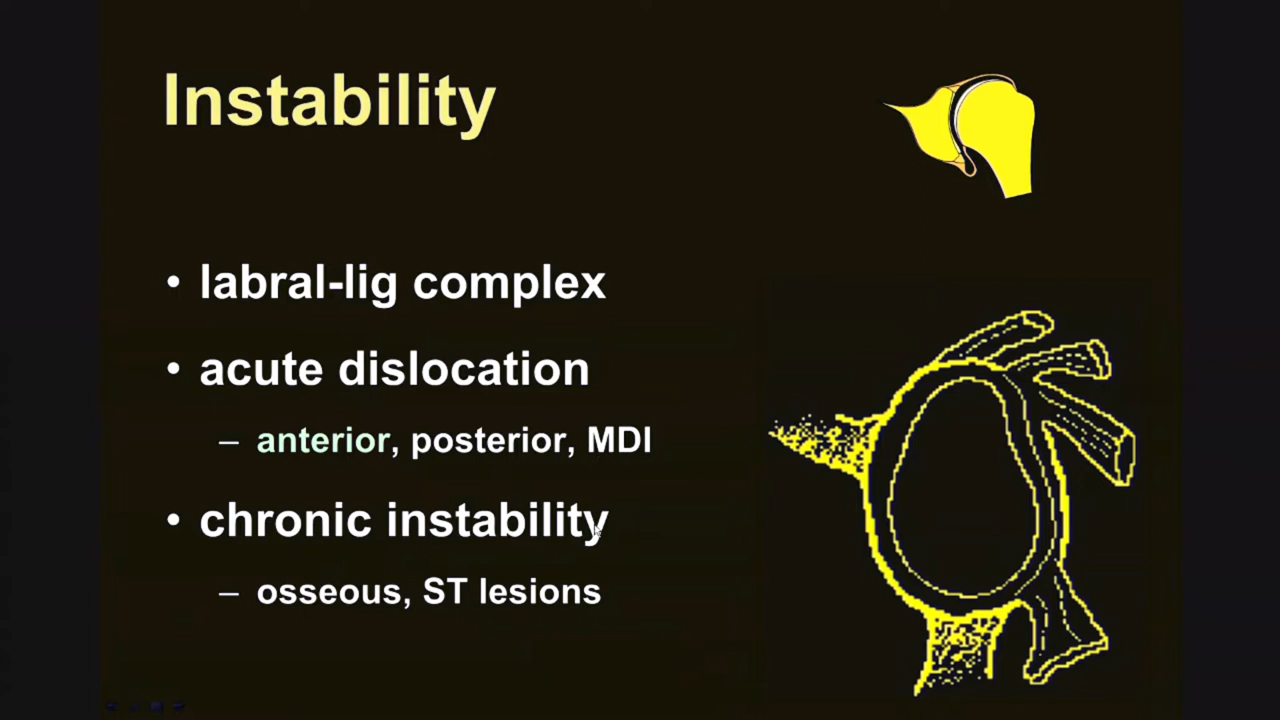 Instability
• labral-lig complex
• acute dislocation
– anterior, posterior, MDI
• chronic instability
– osseous, ST lesions